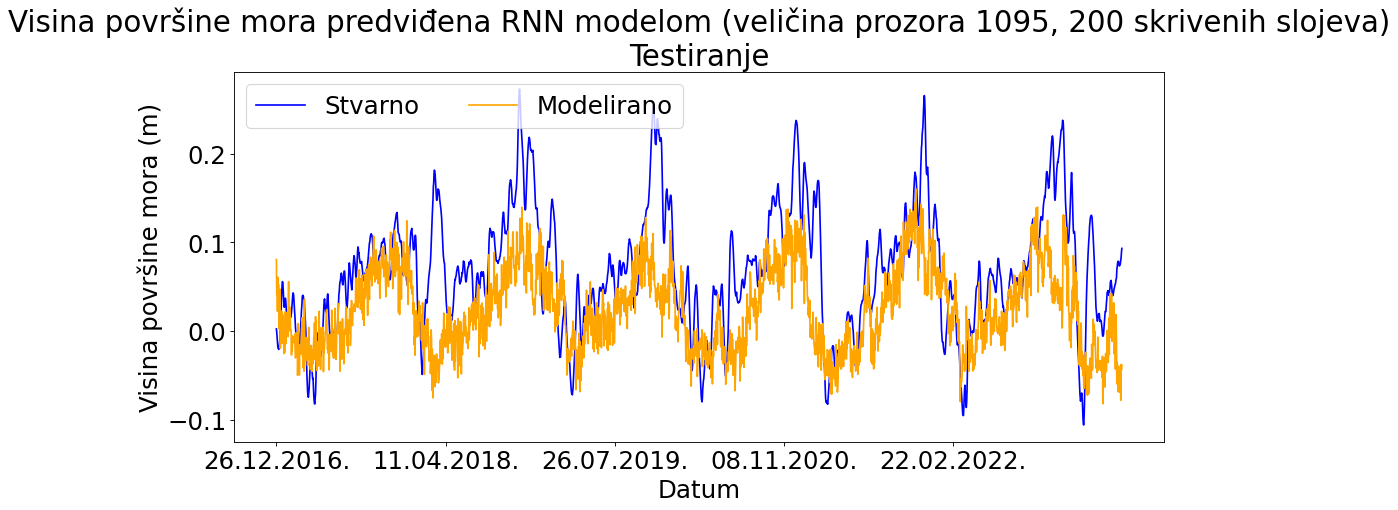 Visina površine mora predviđena RNN modelom (veličina prozora 1095, 200 skrivenih slojeva)
Testiranje
Stvarno Modelirano
Visina površine mora (m)
0.2
0.1
0.0
−0.1
26.12.2016. 11.04.2018. 26.07.2019. 08.11.2020. 22.02.2022.
Datum